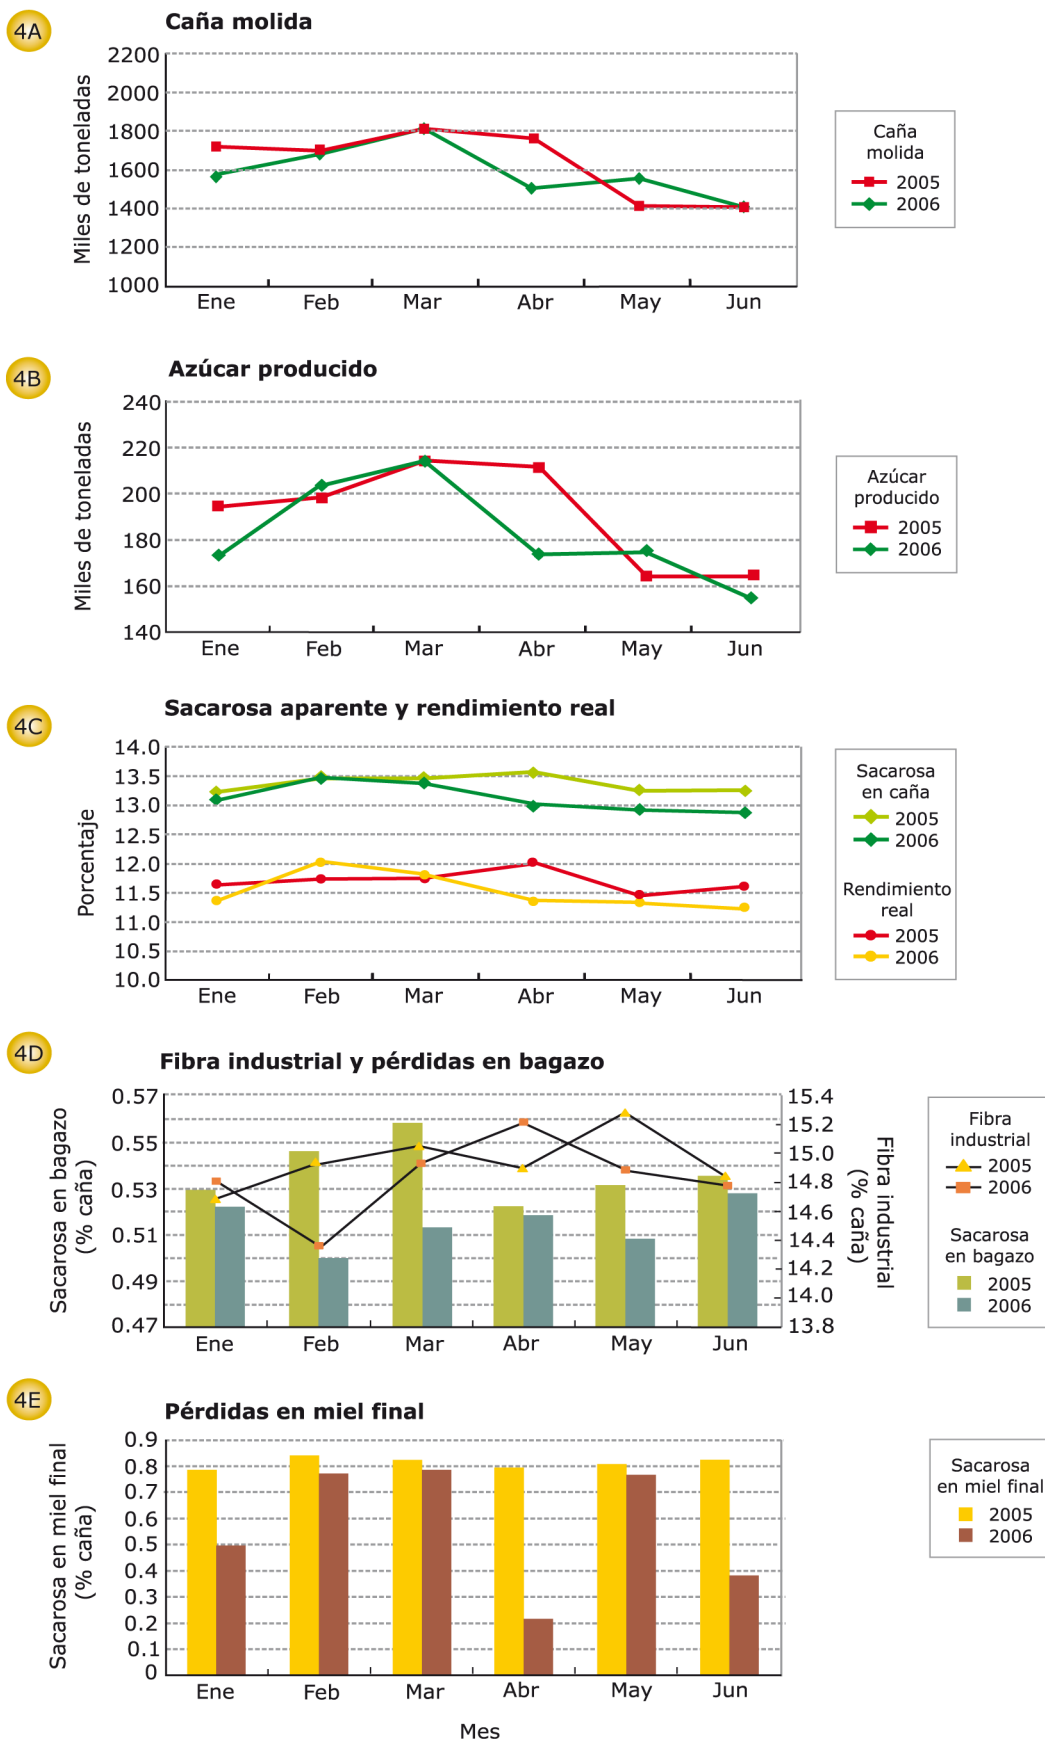 4A
Caña molida
Miles de toneladas
2200
2000
1800
1600
1400
1200
1000
Ene Feb Mar Abr May Jun
Caña
molida
2005
2006
4B
Azúcar producido
Miles de toneladas
240
220
200
180
160
140
Ene Feb Mar Abr May Jun
Azúcar
producido
2005
2006
4C
Sacarosa aparente y rendimiento real
Porcentaje
14.0
13.5
13.0
12.5
12.0
11.5
11.0
10.5
10.0
Ene Feb Mar Abr May Jun
Sacarosa
en caña
2005
2006
Rendimiento
real
2005
2006
4D
Fibra industrial y pérdidas en bagazo
Sacarosa en bagazo
(% caña)
0.57
0.55
0.53
0.51
0.49
0.47
15.4
15.2
15.0
14.8
14.6
14.4
14.2
14.0
13.8
Fibra industrial
(% caña)
Ene Feb Mar Abr May Jun
Fibra
industrial
2005
2006
Sacarosa
en bagazo
2005
2006
4E
Pérdidas en miel final
Sacarosa en miel final
(% caña)
0.9
0.8
0.7
0.6
0.5
0.4
0.3
0.2
0.1
0
Ene Feb Mar Abr May Jun
Mes
Sacarosa
en miel final
2005
2006